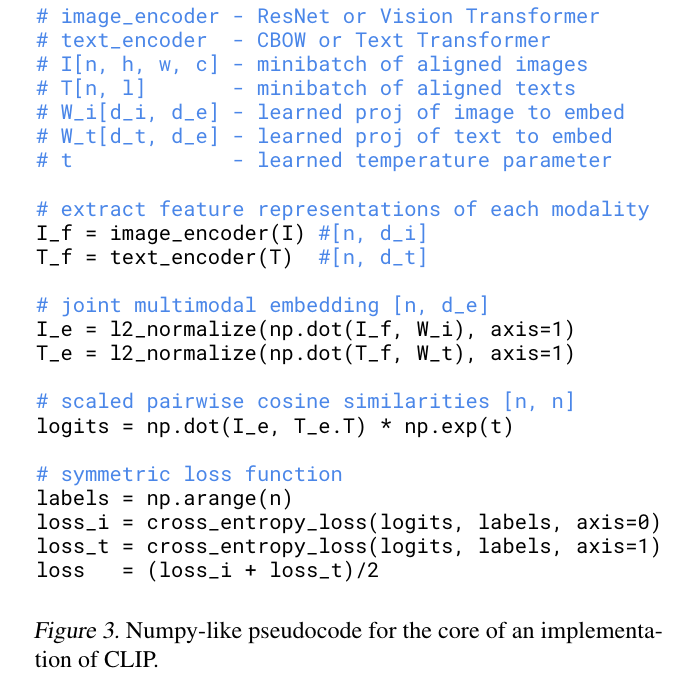 # image_encoder - ResNet or Vision Transformer
# text_encoder  - CBOW or Text Transformer
# I[n, h, w, c] - minibatch of aligned images
# T[n, l]       - minibatch of aligned texts
# W_i[d_i, d_e] - learned proj of image to embed
# W_t[d_t, d_e] - learned proj of text to embed
# t             - learned temperature parameter

# extract feature representations of each modality
I_f = image_encoder(I) #[n, d_i]
T_f = text_encoder(T)  #[n, d_t]

# joint multimodal embedding [n, d_e]
I_e = l2_normalize(np.dot(I_f, W_i), axis=1)
T_e = l2_normalize(np.dot(T_f, W_t), axis=1)

# scaled pairwise cosine similarities [n, n]
logits = np.dot(I_e, T_e.T) * np.exp(t)

# symmetric loss function
labels = np.arange(n)
loss_i = cross_entropy_loss(logits, labels, axis=0)
loss_t = cross_entropy_loss(logits, labels, axis=1)
loss   = (loss_i + loss_t)/2

Figure 3. Numpy-like pseudocode for the core of an implementa-
tion of CLIP.